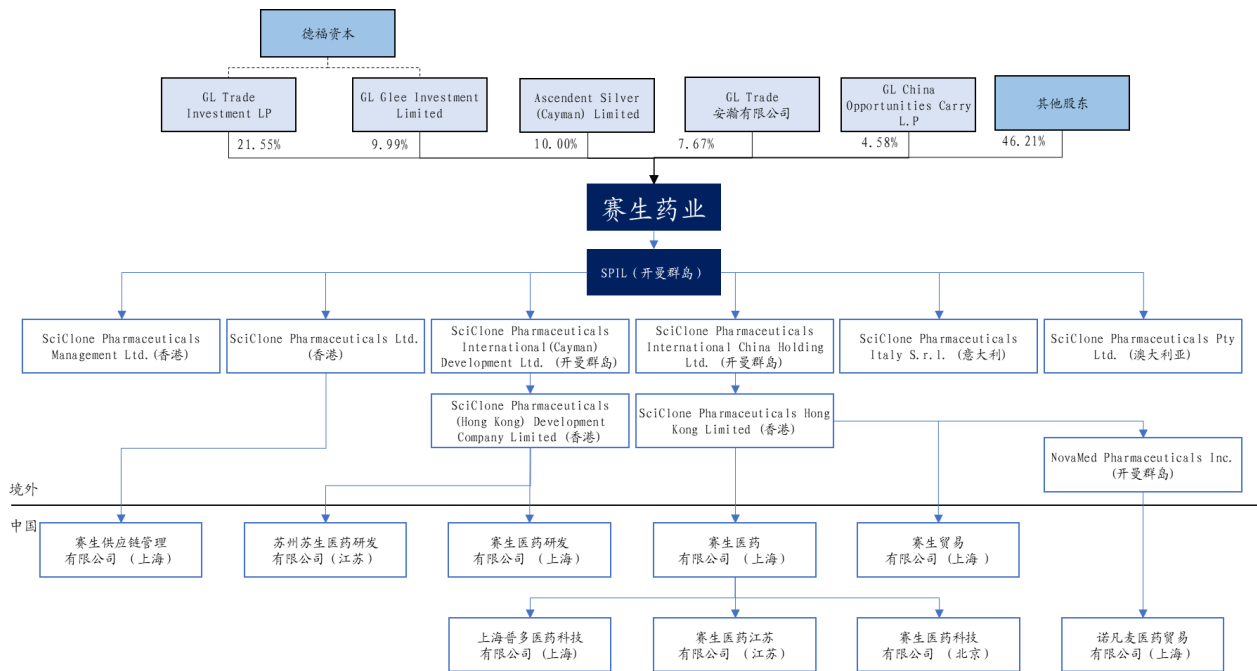 德福资本
GL Trade
Investment LP
GL Glee Investment
Limited
Ascendent Silver
(Cayman) Limited
GL Trade
安瀚有限公司
GL China
Opportunities Carry
L.P
其他股东
21.55%
9.99%
10.00%
7.67%
4.58%
46.21%
赛生药业
SPIL（开曼群岛）
SciClone Pharmaceuticals
Management Ltd.(香港)
SciClone Pharmaceuticals Ltd.
(香港)
SciClone Pharmaceuticals
International(Cayman)
Development Ltd.（开曼群岛）
SciClone Pharmaceuticals
International China Holding
Ltd.（开曼群岛）
SciClone Pharmaceuticals
Italy S.r.l.（意大利）
SciClone Pharmaceuticals Pty
Ltd.（澳大利亚）
SciClone Pharmaceuticals
(Hong Kong) Development
Company Limited（香港）
SciClone Pharmaceuticals Hong
Kong Limited（香港）
NovaMed Pharmaceuticals Inc.
(开曼群岛)
境外
中国
赛生供应链管理
有限公司 （上海）
苏州苏生医药研发
有限公司（江苏）
赛生医药研发
有限公司 （上海）
赛生医药
有限公司 （上海）
赛生贸易
有限公司（上海 ）
上海普多医药科技
有限公司（上海）
赛生医药江苏
有限公司（江苏）
赛生医药科技
有限公司（北京）
诺凡麦医药贸易
有限公司（上海）